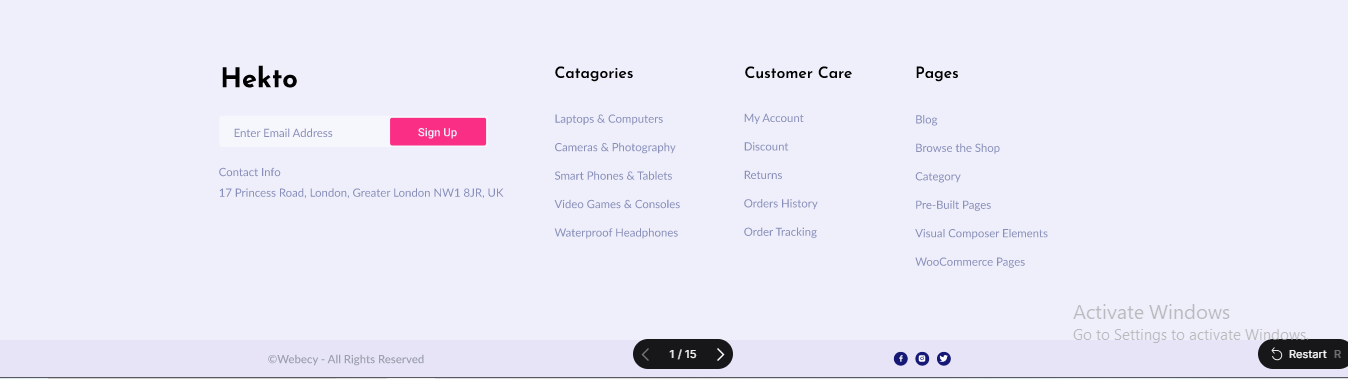 Hekto
Enter Email Address
Sign Up
Contact Info
17 Princess Road, London, Greater London NW1 8JR, UK
Catagories
Laptops & Computers
Cameras & Photography
Smart Phones & Tablets
Video Games & Consoles
Waterproof Headphones
Customer Care
My Account
Discount
Returns
Orders History
Order Tracking
Pages
Blog
Browse the Shop
Category
Pre-Built Pages
Visual Composer Elements
WooCommerce Pages
Activate Windows
Go to Settings to activate Windows.
©Webecy - All Rights Reserved
1 / 15
Restart R